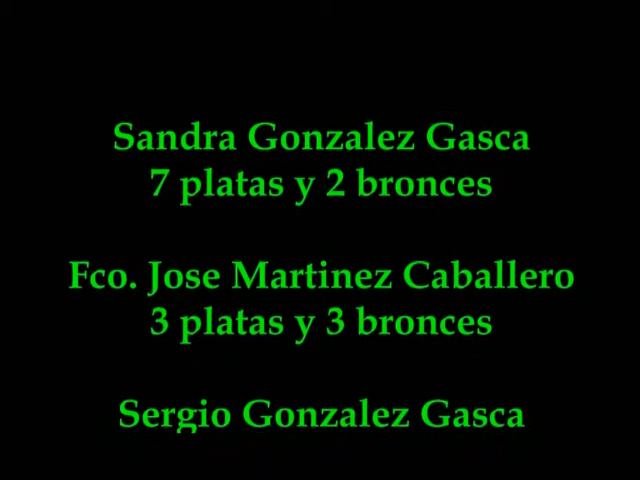 Sandra Gonzalez Gasca
7 platas y 2 bronces
Fco. Jose Martinez Caballero
3 platas y 3 bronces
Sergio Gonzalez Gasca